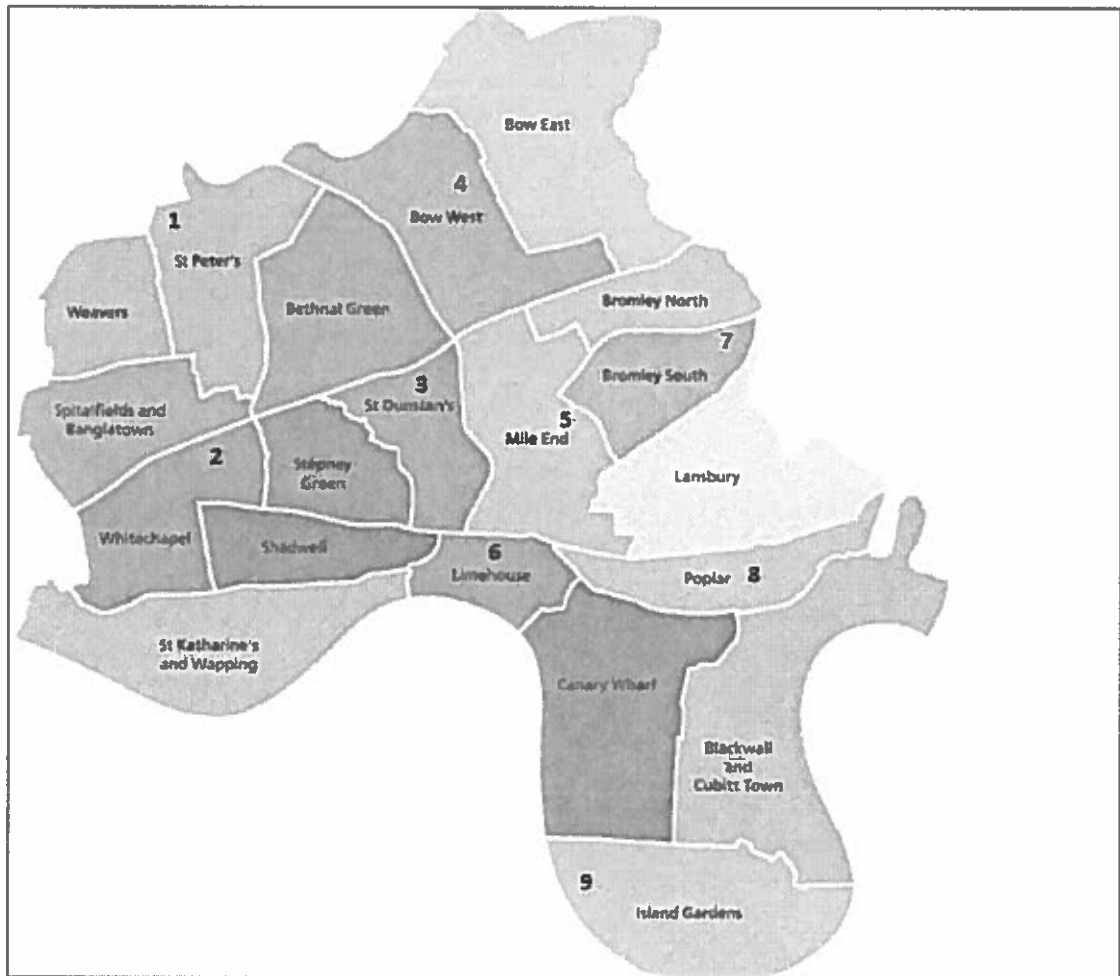 Bow East
4
Bow West
1
St Peter's
Weavers
Bethnal Green
Bromley North
7
Bromley South
3
St Dunstan's
Spitalfields and
Banglatown
5
Mile End
2
Stepney
Green
Lansbury
Whitechapel
Shadwell
6
Limehouse
Poplar 8
St Katharine's
and Wapping
Canary Wharf
Blackwall
and
Cubitt Town
9
Island Gardens